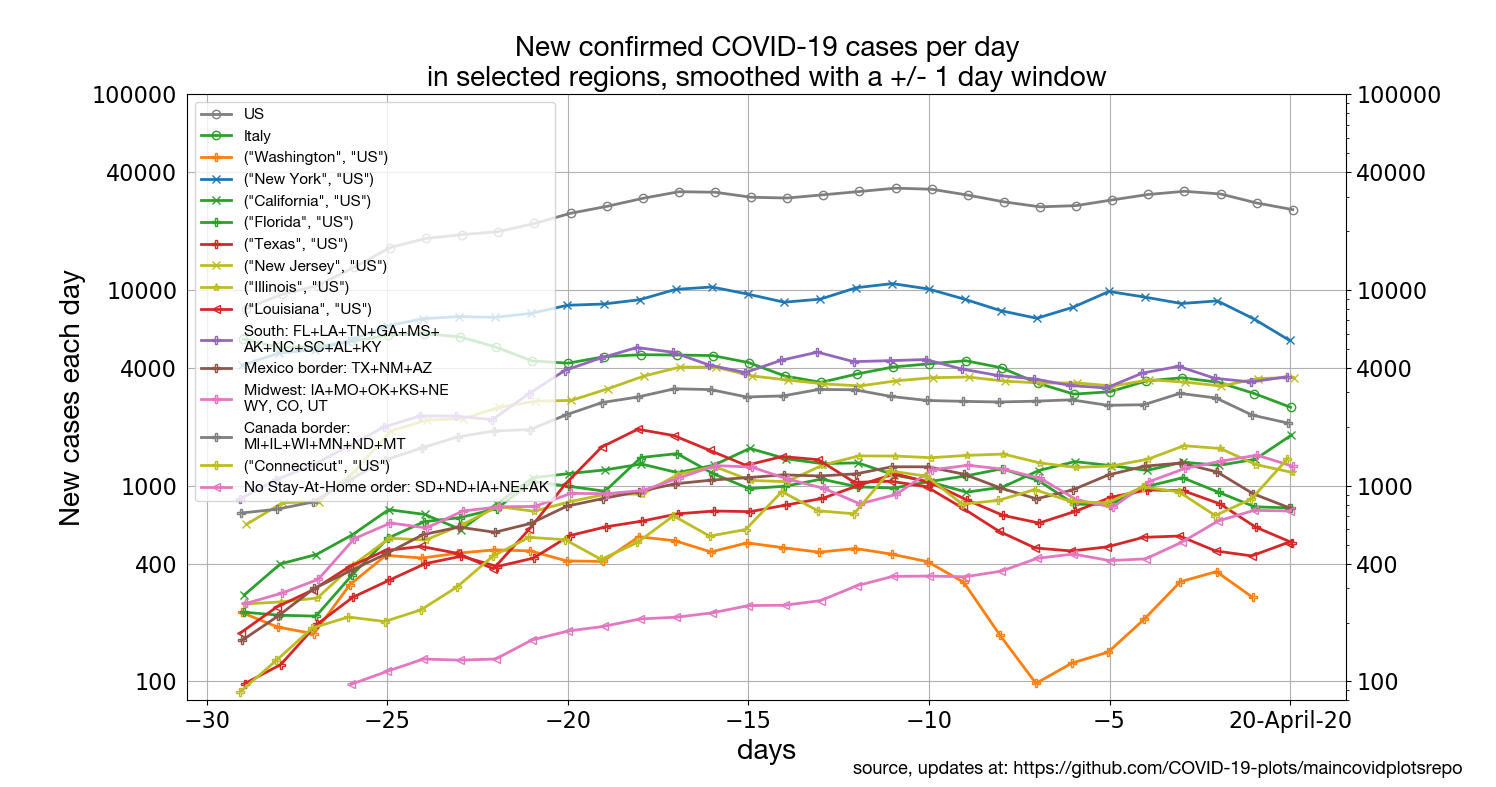 New confirmed COVID-19 cases per day
in selected regions, smoothed with a +/- 1 day window
100000
40000
10000
4000
1000
400
100
New cases each day
US
Italy
("Washington", "US")
("New York", "US")
("California", "US")
("Florida", "US")
("Texas", "US")
("New Jersey", "US")
("Illinois", "US")
("Louisiana", "US")
South: FL+LA+TN+GA+MS+
AK+NC+SC+AL+KY
Mexico border: TX+NM+AZ
Midwest: IA+MO+OK+KS+NE
WY, CO, UT
Canada border:
MI+IL+WI+MN+ND+MT
("Connecticut", "US")
No Stay-At-Home order: SD+ND+IA+NE+AK
100000
40000
10000
4000
1000
400
100
−30 −25 −20 −15 −10 −5 20-April-20
days
source, updates at: https://github.com/COVID-19-plots/maincovidplotsrepo